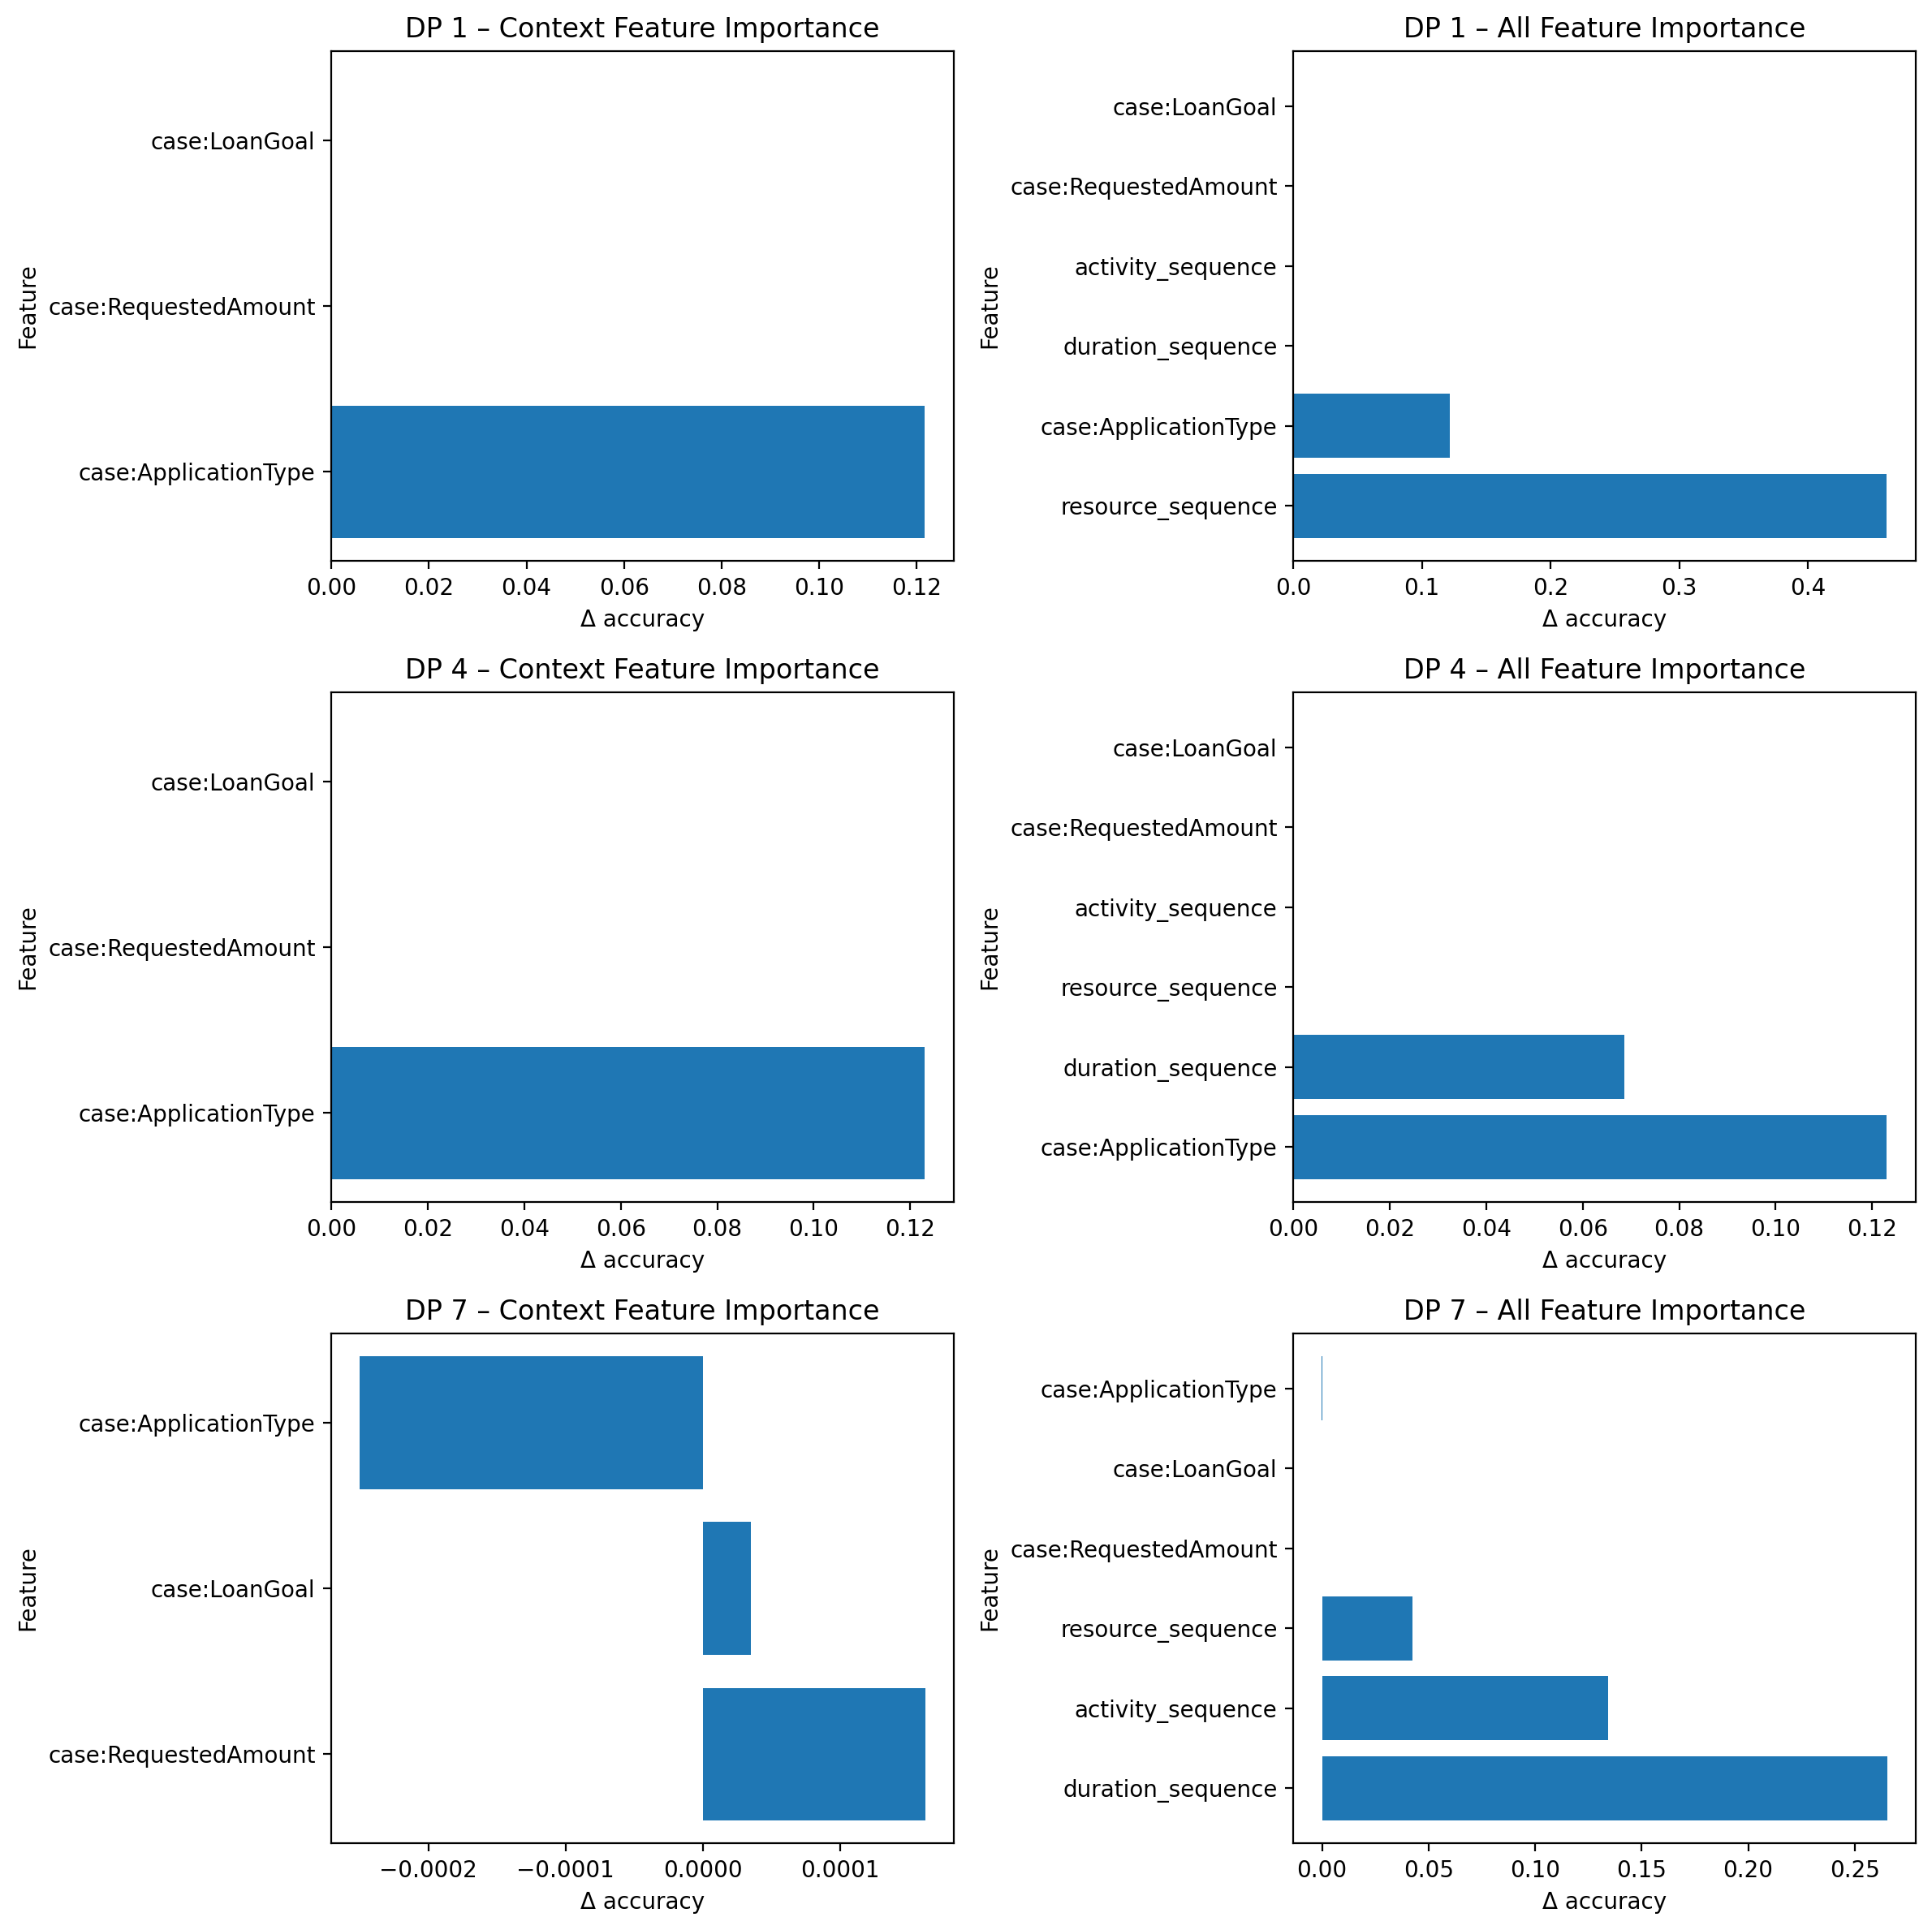 DP 1 – Context Feature Importance
case:LoanGoal
case:RequestedAmount
case:ApplicationType
Feature
0.00 0.02 0.04 0.06 0.08 0.10 0.12
Δ accuracy
DP 1 – All Feature Importance
case:LoanGoal
case:RequestedAmount
activity_sequence
duration_sequence
case:ApplicationType
resource_sequence
Feature
0.0 0.1 0.2 0.3 0.4
Δ accuracy
DP 4 – Context Feature Importance
case:LoanGoal
case:RequestedAmount
case:ApplicationType
Feature
0.00 0.02 0.04 0.06 0.08 0.10 0.12
Δ accuracy
DP 4 – All Feature Importance
case:LoanGoal
case:RequestedAmount
activity_sequence
resource_sequence
duration_sequence
case:ApplicationType
Feature
0.00 0.02 0.04 0.06 0.08 0.10 0.12
Δ accuracy
DP 7 – Context Feature Importance
case:ApplicationType
case:LoanGoal
case:RequestedAmount
Feature
−0.0002 −0.0001 0.0000 0.0001
Δ accuracy
DP 7 – All Feature Importance
case:ApplicationType
case:LoanGoal
case:RequestedAmount
resource_sequence
activity_sequence
duration_sequence
Feature
0.00 0.05 0.10 0.15 0.20 0.25
Δ accuracy